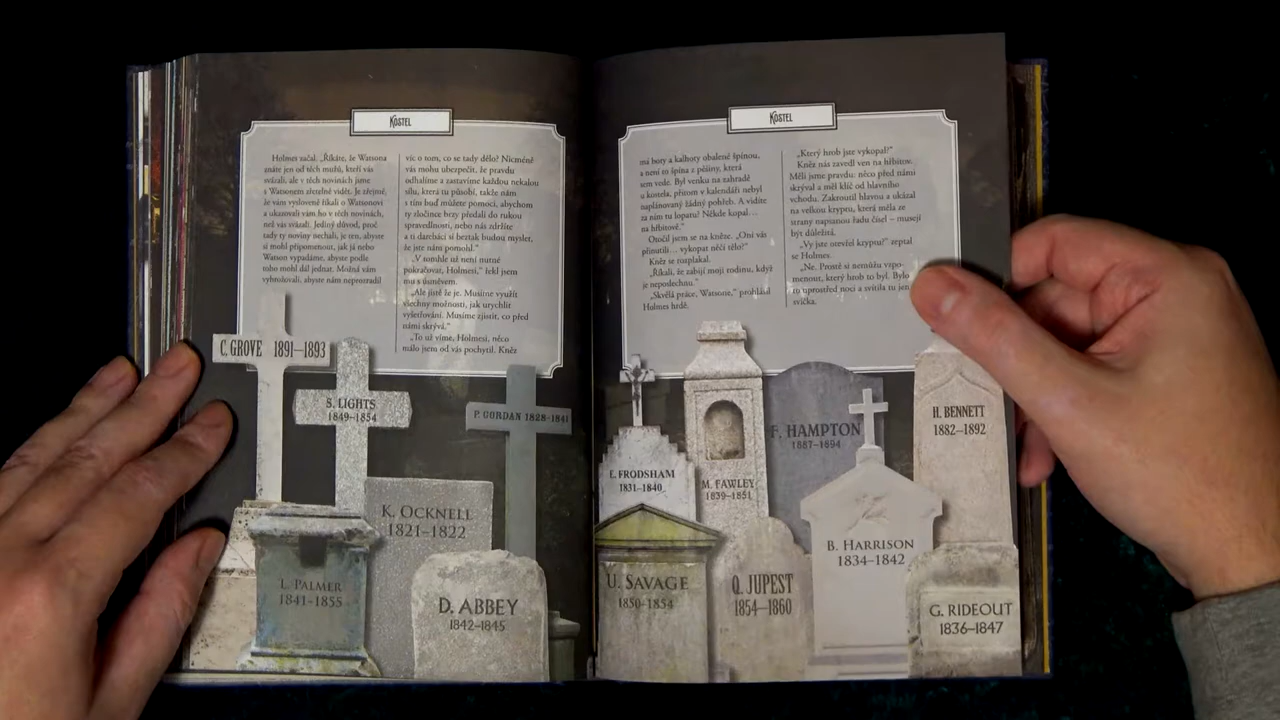 Kostel
Holmes začal. „Říkáte, že Watsona
znáte jen od těch mužů, kteří vás
svázali, ale v těch novinách jsme
s Watsonem zřetelně vidět. Je zřejmé,
že vám vysloveně říkali o Watsonovi
a ukazovali vám ho v těch novinách,
než vás svázali. Jediný důvod, proč
tady ty noviny nechali, je ten, abyste
si mohl připomenout, jak já nebo
Watson vypadáme, abyste podle
toho mohl dál jednat. Možná vám
vyhrožovali, abyste nám neprozradil
víc o tom, co se tady dělo? Nicméně
vás mohu ubezpečit, že pravdu
odhalíme a zastavíme každou nekalou
sílu, která tu působí, takže nám
s tím buď můžete pomoci, abychom
ty zločince brzy předali do rukou
spravedlnosti, nebo nás zdržíte
a ti darebáci si beztak budou myslet,
že jste nám pomohl.“
„V tomhle už není nutné
pokračovat, Holmesi,“ řekl jsem
mu s úsměvem.
„Ale jistě že je. Musíme využít
všechny možnosti, jak urychlit
vyšetřování. Musíme zjistit, co před
námi skrývá.“
„To už vím, Holmesi, něco
málo jsem od vás pochytil. Kněz
C. GROVE 1891–1893
S. LIGHTS
1849–1854
P. GORDAN 1828-1841
K. OCKNELL
1821–1822
L. PALMER
1841–1855
D. ABBEY
1842–1845
Kostel
má boty a kalhoty obalené špínou,
a není to špína z pěšiny, která
sem vede. Byl venku na zahradě
u kostela, přitom v kalendáři nebyl
naplánovaný žádný pohřeb. A vidíte
za ním tu lopatu? Někde kopal…
na hřbitově.“
Otočil jsem se na kněze. „Oni vás
přinutili… vykopat něčí tělo?“
Kněz se rozplakal.
„Říkali, že zabijí moji rodinu, když
je neposlechnu.“
„Skvělá práce, Watsone,“ prohlásil
Holmes hrdě.
„Který hrob jste vykopal?“
Kněz nás zavedl ven na hřbitov.
Měli jsme pravdu: něco před námi
skrýval a měl klíč od hlavního
vchodu. Zakroutil hlavou a ukázal
na velkou kryptu, která měla ze
strany napsanou řadu čísel – musejí
být důležitá.
„Vy jste otevřel kryptu?“ zeptal
se Holmes.
„Ne. Prostě si nemůžu vzpo-
menout, který hrob to byl. Bylo
to uprostřed noci a svítila tu jen
svíčka.
E. FRODSHAM
1831–1840
M. FAWLEY
1839–1851
F. HAMPTON
1887–1894
H. BENNETT
1882–1892
U. SAVAGE
1850–1854
Q. JUPEST
1854–1860
B. HARRISON
1834–1842
G. RIDEOUT
1836–1847